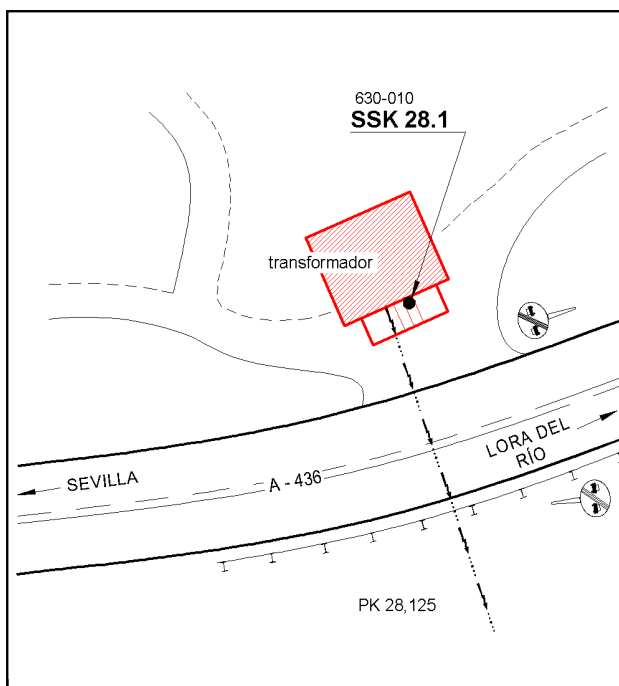 630-010
SSK 28.1
transformador
LORA DEL
RÍO
SEVILLA
A - 436
PK 28,125